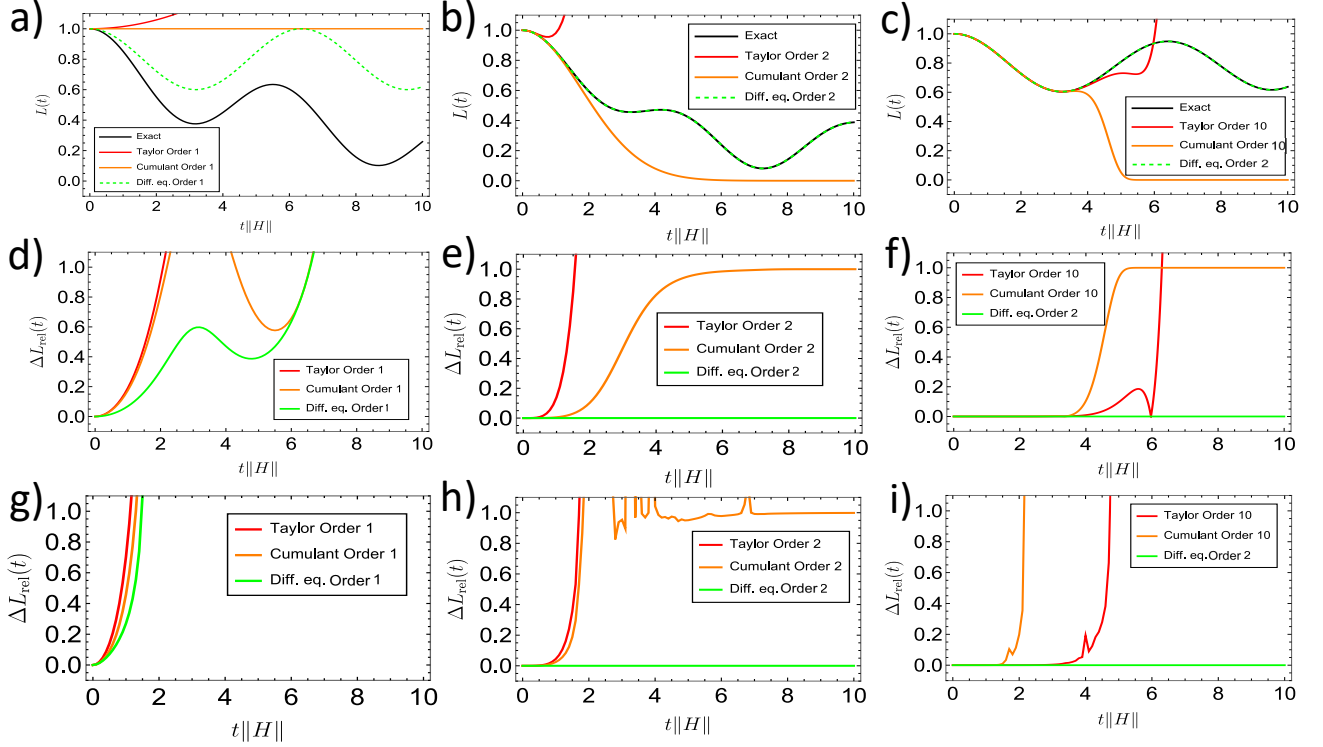 a)
1.0
0.8
0.6
0.4
0.2
0.0
L(t)
Exact
Taylor Order 1
Cumulant Order 1
Diff. eq. Order 1
0 2 4 6 8 10
t||H||
b)
1.0
0.8
0.6
0.4
0.2
0.0
L(t)
Exact
Taylor Order 2
Cumulant Order 2
Diff. eq. Order 2
0 2 4 6 8 10
t||H||
c)
1.0
0.8
0.6
0.4
0.2
0.0
L(t)
Exact
Taylor Order 10
Cumulant Order 10
Diff. eq. Order 2
0 2 4 6 8 10
t||H||
d)
1.0
0.8
0.6
0.4
0.2
0.0
ΔLrel(t)
Taylor Order 1
Cumulant Order 1
Diff. eq. Order 1
0 2 4 6 8 10
t||H||
e)
1.0
0.8
0.6
0.4
0.2
0.0
ΔLrel(t)
Taylor Order 2
Cumulant Order 2
Diff. eq. Order 2
0 2 4 6 8 10
t||H||
f)
1.0
0.8
0.6
0.4
0.2
0.0
ΔLrel(t)
Taylor Order 10
Cumulant Order 10
Diff. eq. Order 2
0 2 4 6 8 10
t||H||
g)
1.0
0.8
0.6
0.4
0.2
0.0
ΔLrel(t)
Taylor Order 1
Cumulant Order 1
Diff. eq. Order 1
0 2 4 6 8 10
t||H||
h)
1.0
0.8
0.6
0.4
0.2
0.0
ΔLrel(t)
Taylor Order 2
Cumulant Order 2
Diff. eq. Order 2
0 2 4 6 8 10
t||H||
i)
1.0
0.8
0.6
0.4
0.2
0.0
ΔLrel(t)
Taylor Order 10
Cumulant Order 10
Diff. eq. Order 2
0 2 4 6 8 10
t||H||